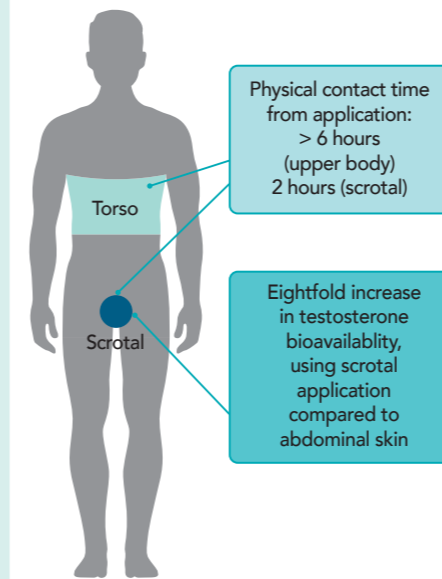 Physical contact time
from application:
> 6 hours
(upper body)
2 hours (scrotal)
Torso
Scrotal
Eightfold increase
in testosterone
bioavailablity,
using scrotal
application
compared to
abdominal skin